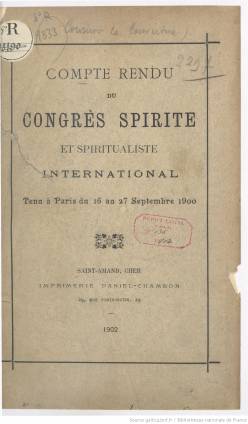 8°R
COMPTE RENDU
DU
CONGRÈS SPIRITE
ET SPIRITUALISTE
INTERNATIONAL
Tenu à Paris du 16 au 27 Septembre 1900
SAINT-AMAND, CHER
IMPRIMERIE DANIEL-CHAMBON
1902
Source gallica.bnf.fr / Bibliothèque nationale de France